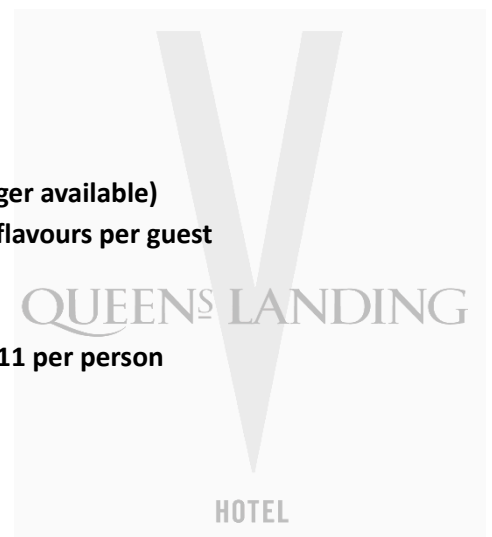 ger available)
flavours per guest
QUEENS LANDING
11 per person
HOTEL